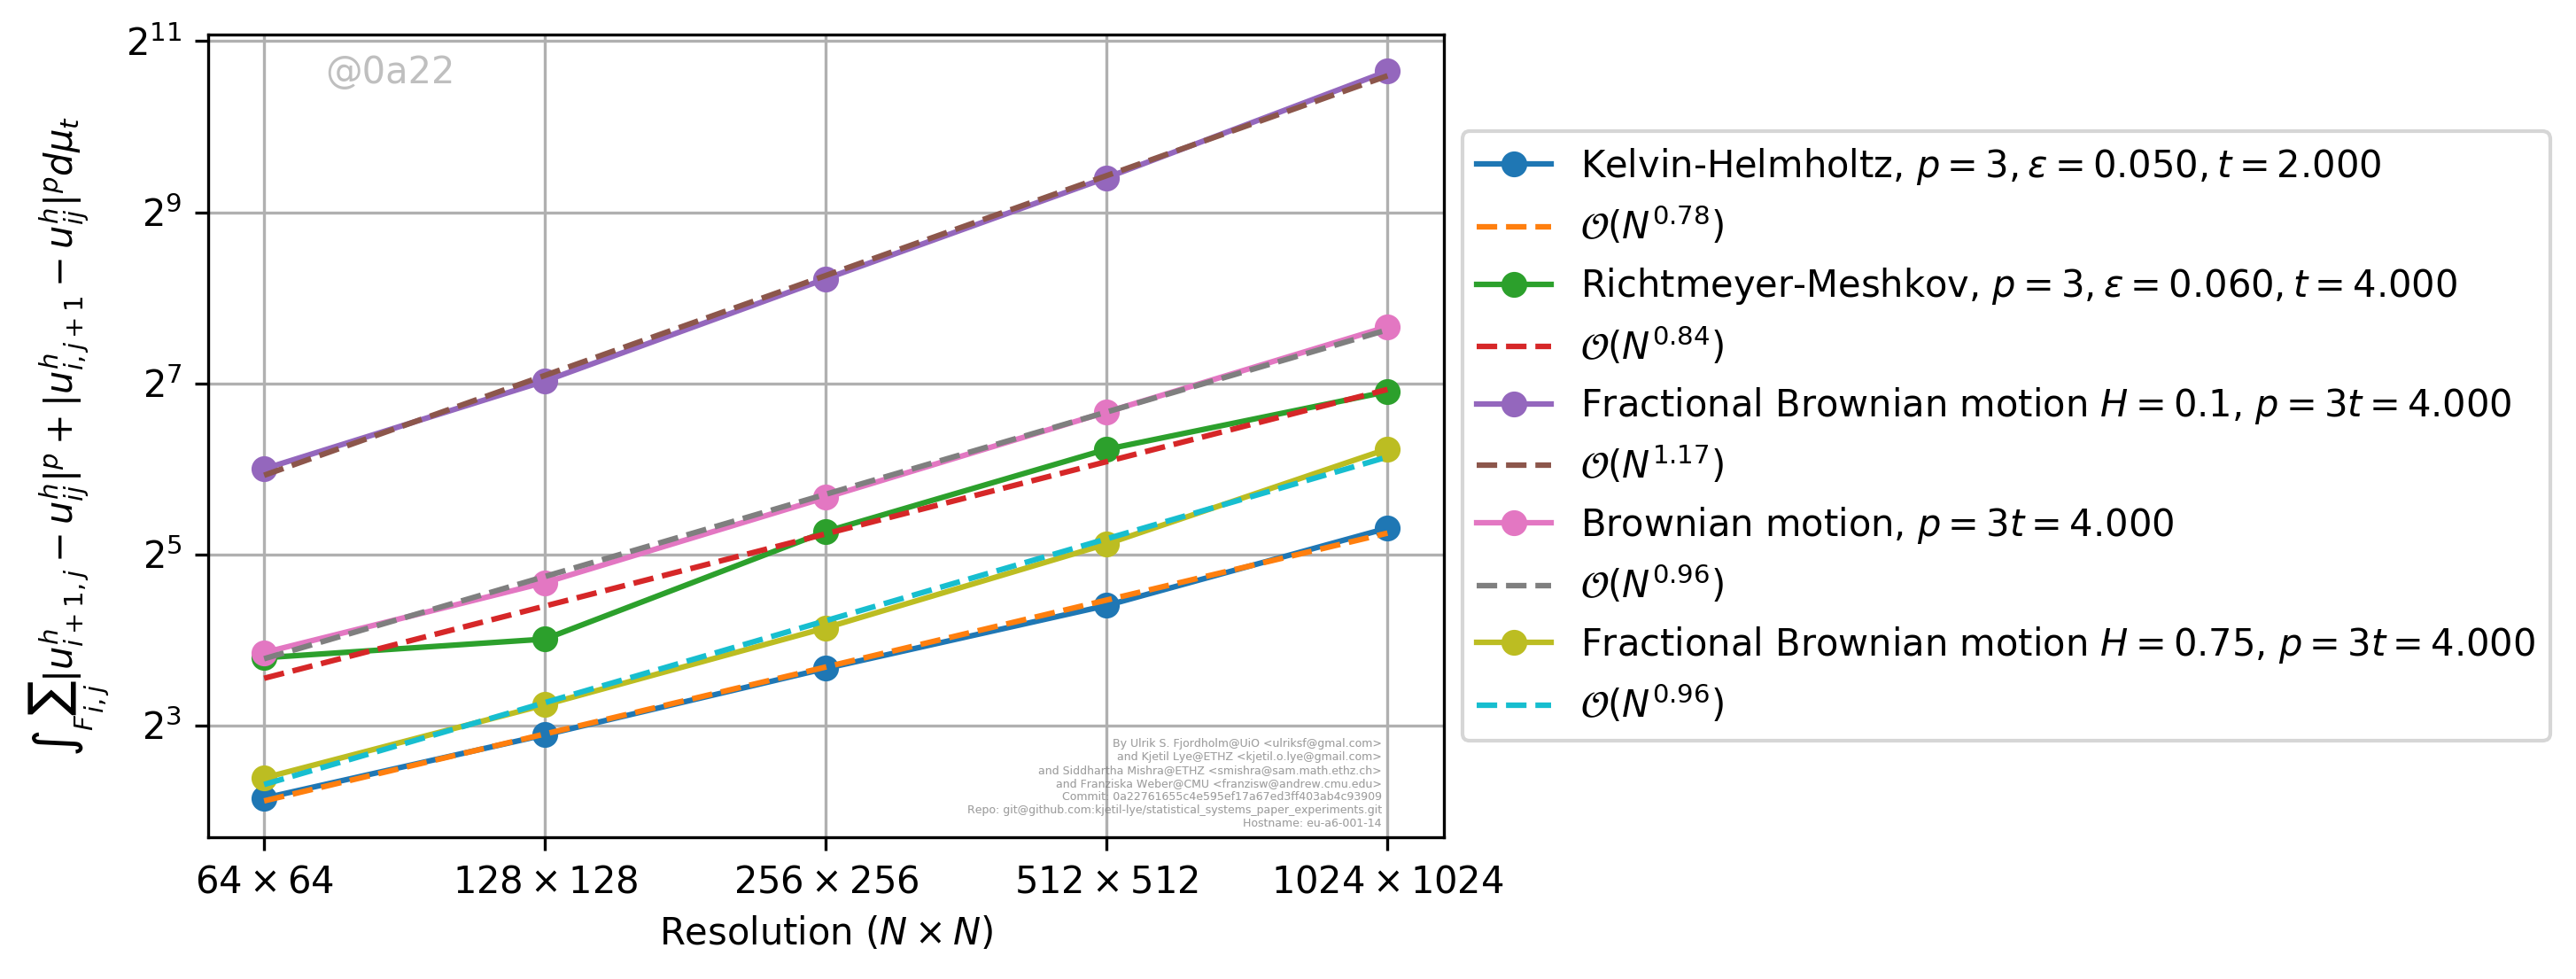 @0a22
2^11
2^9
2^7
2^5
2^3
∫_F ∑_{i,j} |u^h_{i+1,j} − u^h_{ij}|^p + |u^h_{i,j+1} − u^h_{ij}|^p dμ_t
64 × 64
128 × 128
256 × 256
512 × 512
1024 × 1024
Resolution (N × N)
Kelvin-Helmholtz, p = 3, ε = 0.050, t = 2.000
𝒪(N^0.78)
Richtmeyer-Meshkov, p = 3, ε = 0.060, t = 4.000
𝒪(N^0.84)
Fractional Brownian motion H = 0.1, p = 3t = 4.000
𝒪(N^1.17)
Brownian motion, p = 3t = 4.000
𝒪(N^0.96)
Fractional Brownian motion H = 0.75, p = 3t = 4.000
𝒪(N^0.96)
By Ulrik S. Fjordholm@UiO <ulriksf@gmal.com>
and Kjetil Lye@ETHZ <kjetil.o.lye@gmail.com>
and Siddhartha Mishra@ETHZ <smishra@sam.math.ethz.ch>
and Franziska Weber@CMU <franzisw@andrew.cmu.edu>
Commit: 0a22761655c4e595ef17a67ed3ff403ab4c93909
Repo: git@github.com:kjetil-lye/statistical_systems_paper_experiments.git
Hostname: eu-a6-001-14